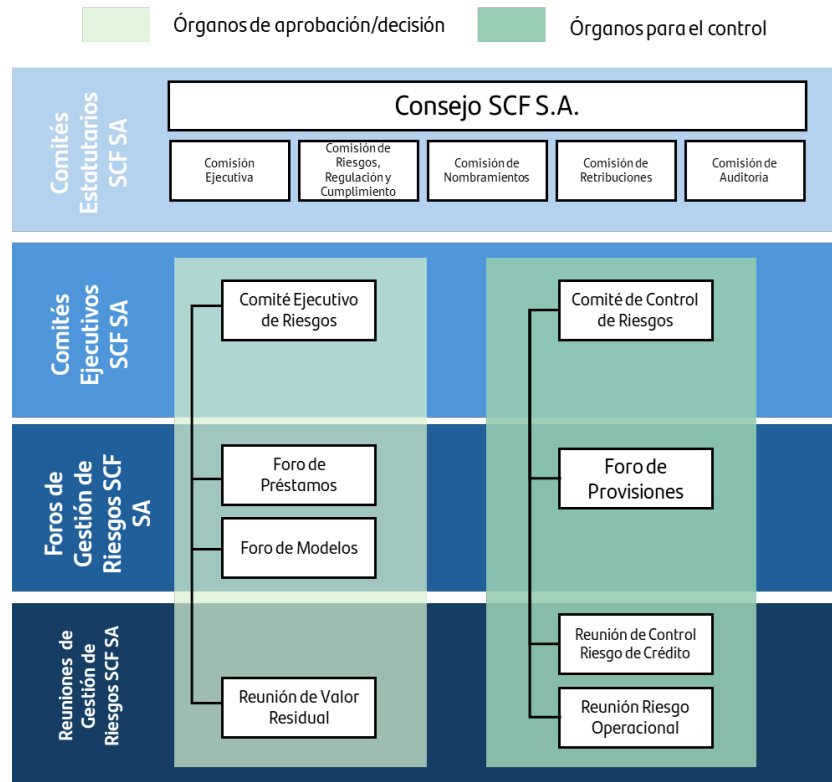 Órganos de aprobación/decisión
Órganos para el control
Comités
Estatutarios
SCF SA
Consejo SCF S.A.
Comisión
Ejecutiva
Comisión de
Riesgos,
Regulación y
Cumplimiento
Comisión de
Nombramientos
Comisión de
Retribuciones
Comisión de
Auditoría
Comités
Ejecutivos
SCF SA
Comité Ejecutivo
de Riesgos
Comité de Control
de Riesgos
Foros de
Gestión de
Riesgos SCF
SA
Foro de
Préstamos
Foro de Modelos
Foro de
Provisiones
Reuniones de
Gestión de
Riesgos SCF SA
Reunión de Valor
Residual
Reunión de Control
Riesgo de Crédito
Reunión Riesgo
Operacional